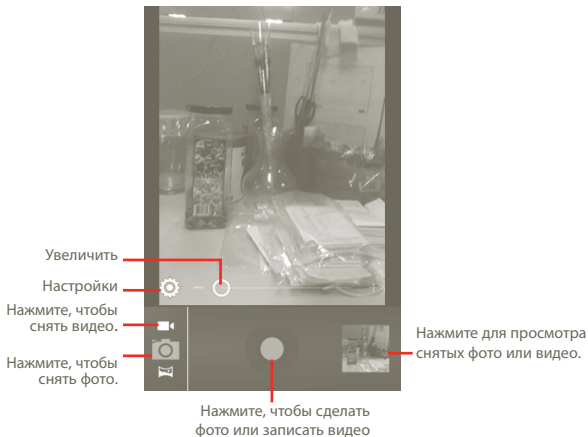 Увеличить
Настройки
Нажмите, чтобы
снять видео.
Нажмите, чтобы
снять фото.
Нажмите для просмотра
снятых фото или видео.
Нажмите, чтобы сделать
фото или записать видео